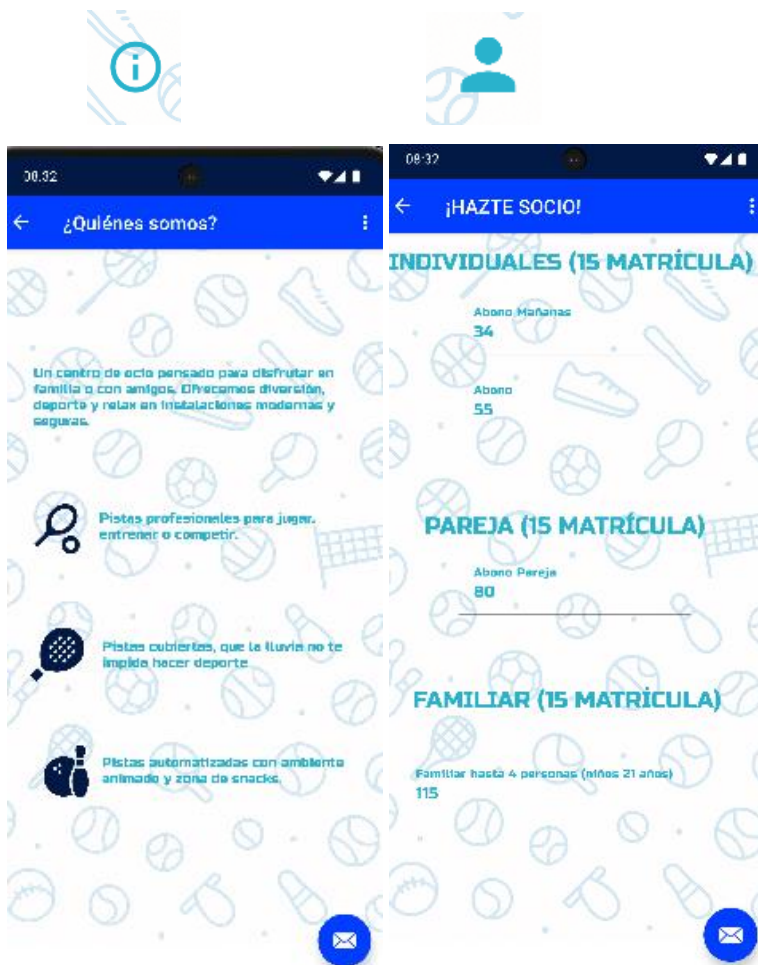 08:32
¿Quiénes somos?
Un centro de ocio pensado para disfrutar en
familia o con amigos. Ofrecemos diversión,
deporte y relax en instalaciones modernas y
seguras.
Pistas profesionales para jugar,
entrenar o competir.
Pistas cubiertas, que la lluvia no te
impida hacer deporte
Pistas automatizadas con ambiente
animado y zona de snacks.
08:32
¡HAZTE SOCIO!
INDIVIDUALES (15 MATRÍCULA)
Abono Mañanas
34
Abono
55
PAREJA (15 MATRÍCULA)
Abono Pareja
80
FAMILIAR (15 MATRÍCULA)
Familiar hasta 4 personas (niños 21 años)
115